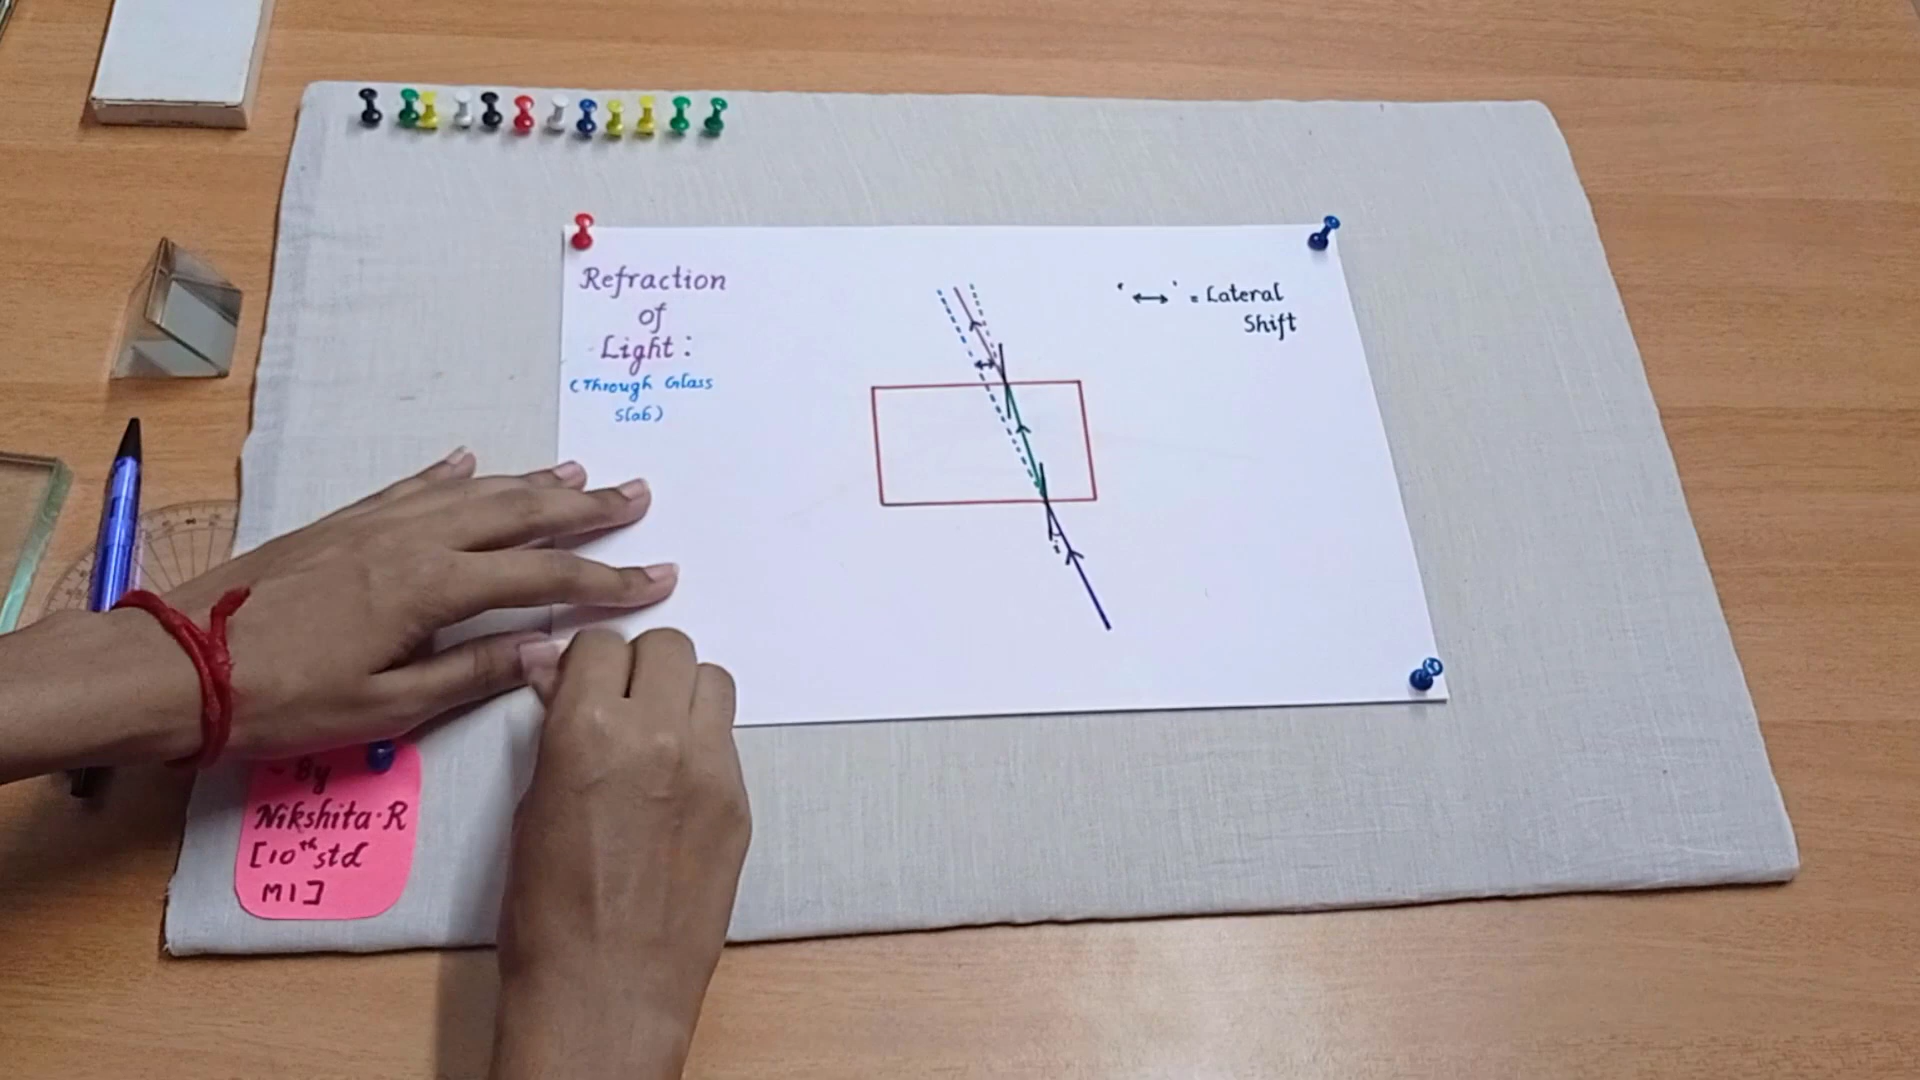 Refraction
of
Light:
(Through Glass
Slab)
' ↔ ' = Lateral
Shift
- By
Nikshita·R
[10th std
M1]